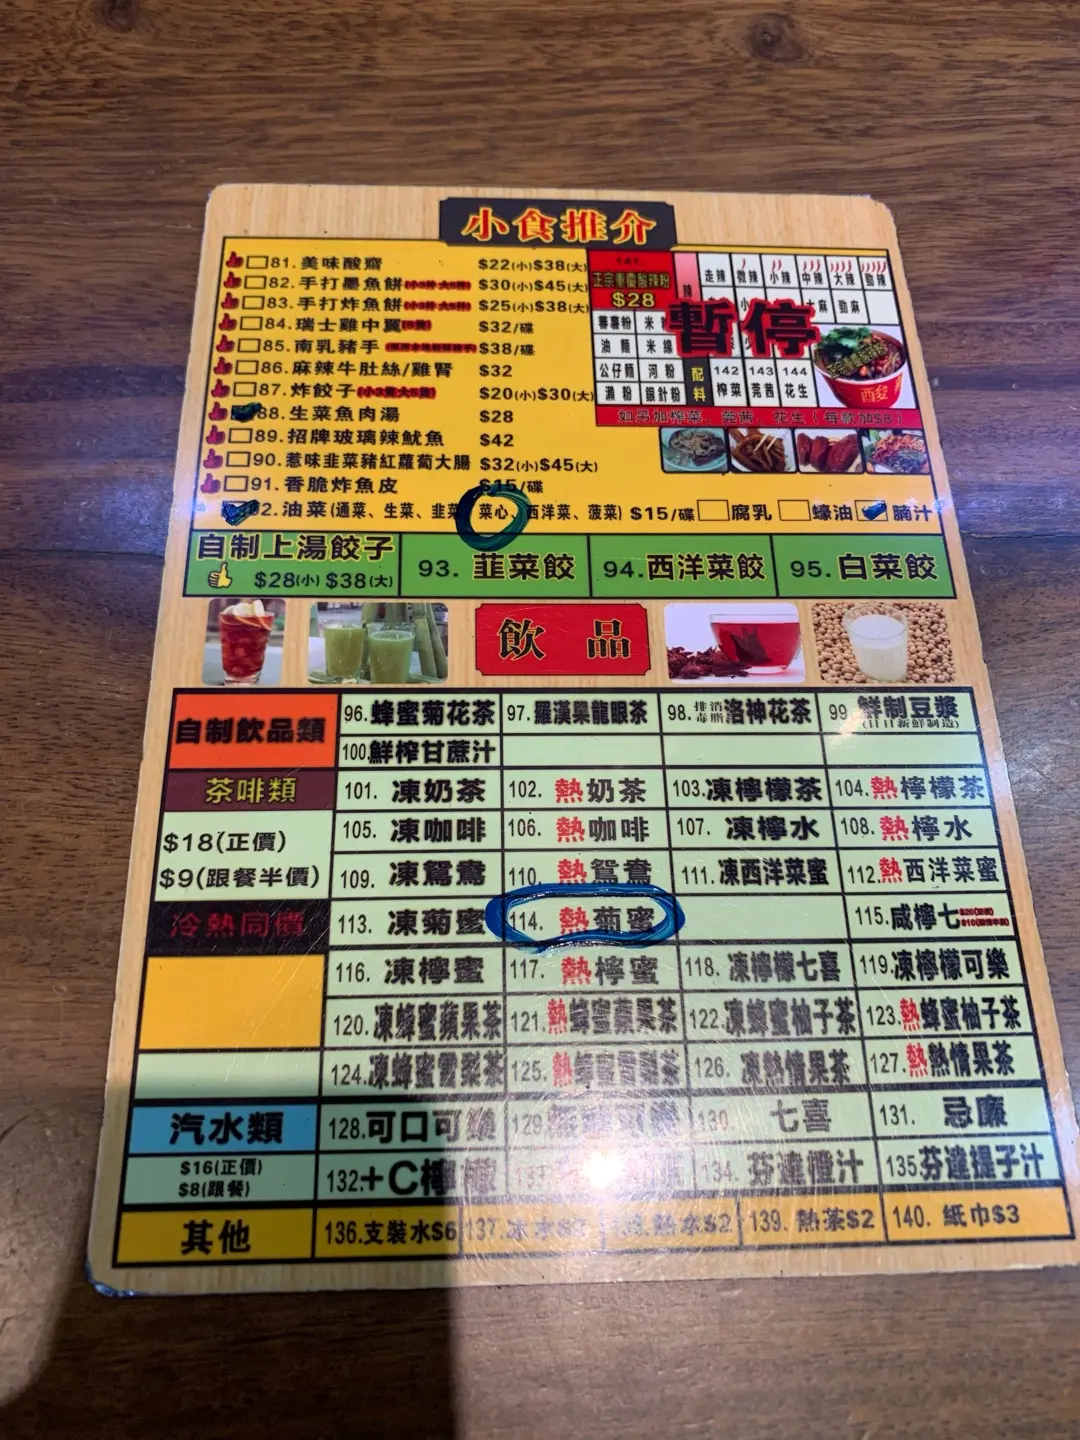 小食推介
81. 美味酸齋 $22(小)$38(大)
82. 手打墨魚餅 $30(小)$45(大)
83. 手打炸魚餅 $25(小)$38(大)
84. 瑞士雞中翼 $32/碟
85. 南乳豬手 $38/碟
86. 麻辣牛肚絲/雞腎 $32
87. 炸餃子 $20(小)$30(大)
88. 生菜魚肉湯 $28
89. 招牌玻璃辣魷魚 $42
90. 惹味韭菜豬紅蘿蔔大腸 $32(小)$45(大)
91. 香脆炸魚皮 $15/碟
92. 油菜(通菜、生菜、韭菜、菜心、西洋菜、菠菜) $15/碟 腐乳 蠔油 腩汁
正宗重慶酸辣粉
$28
辣 走辣 微辣 小辣 中辣 大辣 勁辣
大麻 勁麻
暫停
蕃薯粉 米
油麵 米線
公仔麵 河粉
瀨粉 銀針粉
配料
142 榨菜
143
144 花生
如另加榨菜、 花生(每款加$8)
自制上湯餃子
$28(小) $38(大)
93. 韮菜餃
94. 西洋菜餃
95. 白菜餃
飲品
自制飲品類
96. 蜂蜜菊花茶 97. 羅漢果龍眼茶 98. 排毒消脂洛神花茶 99. 鮮制豆漿(日日新鮮制造)
100. 鮮榨甘蔗汁
茶啡類
101. 凍奶茶 102. 熱奶茶 103. 凍檸檬茶 104. 熱檸檬茶
$18(正價)
$9(跟餐半價)
105. 凍咖啡 106. 熱咖啡 107. 凍檸水 108. 熱檸水
109. 凍鴛鴦 110. 熱鴛鴦 111. 凍西洋菜蜜 112. 熱西洋菜蜜
冷熱同價
113. 凍菊蜜 114. 熱菊蜜 115. 咸檸七
116. 凍檸蜜 117. 熱檸蜜 118. 凍檸檬七喜 119. 凍檸檬可樂
120. 凍蜂蜜蘋果茶 121. 熱蜂蜜蘋果茶 122. 凍蜂蜜柚子茶 123. 熱蜂蜜柚子茶
124. 凍蜂蜜雪梨茶 125. 熱蜂蜜雪梨茶 126. 凍熱情果茶 127. 熱熱情果茶
汽水類
128. 可口可樂 129. 可樂 130. 七喜 131. 忌廉
$16(正價)
$8(跟餐)
132. +C檸檬 134. 芬達橙汁 135. 芬達提子汁
其他
136. 支裝水$6 137. 冰水 熱水$2 139. 熱茶$2 140. 紙巾$3